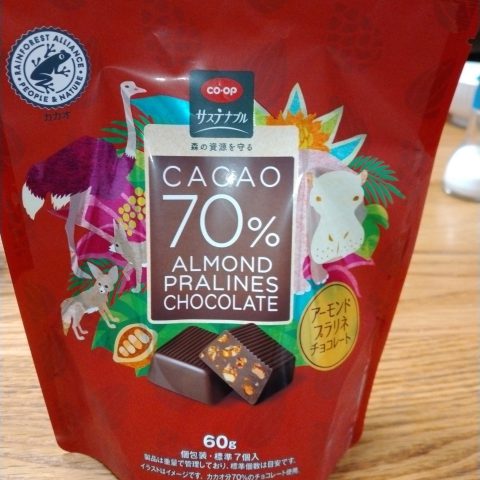 RAINFOREST ALLIANCE
PEOPLE & NATURE
カカオ
CO・OP
サステナブル
森の資源を守る
CACAO
70%
ALMOND
PRALINES
CHOCOLATE
アーモンド
プラリネ
チョコレート
60g
個包装・標準7個入
製品は重量で管理しており、標準個数は目安です。
イラストはイメージです。カカオ分70%のチョコレート使用。